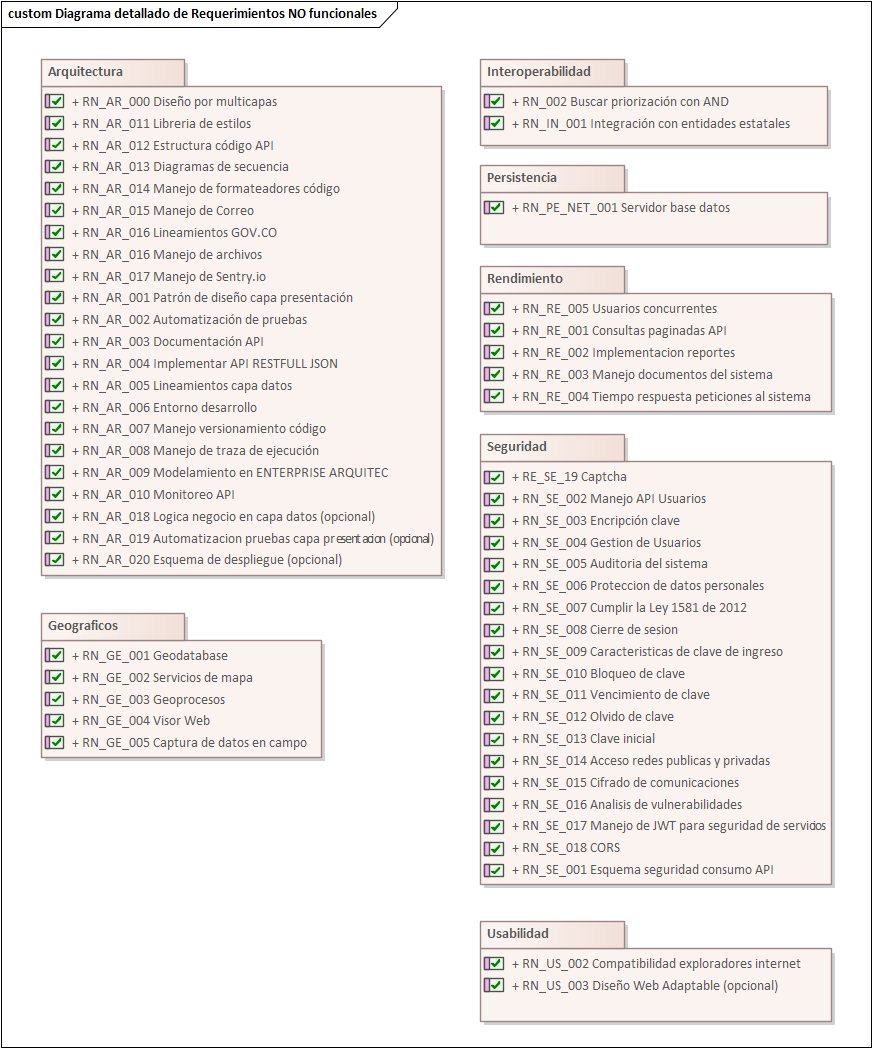 custom Diagrama detallado de Requerimientos NO funcionales
Arquitectura
+ RN_AR_000 Diseño por multicapas
+ RN_AR_011 Libreria de estilos
+ RN_AR_012 Estructura código API
+ RN_AR_013 Diagramas de secuencia
+ RN_AR_014 Manejo de formateadores código
+ RN_AR_015 Manejo de Correo
+ RN_AR_016 Lineamientos GOV.CO
+ RN_AR_016 Manejo de archivos
+ RN_AR_017 Manejo de Sentry.io
+ RN_AR_001 Patrón de diseño capa presentación
+ RN_AR_002 Automatización de pruebas
+ RN_AR_003 Documentación API
+ RN_AR_004 Implementar API RESTFULL JSON
+ RN_AR_005 Lineamientos capa datos
+ RN_AR_006 Entorno desarrollo
+ RN_AR_007 Manejo versionamiento código
+ RN_AR_008 Manejo de traza de ejecución
+ RN_AR_009 Modelamiento en ENTERPRISE ARQUITEC
+ RN_AR_010 Monitoreo API
+ RN_AR_018 Logica negocio en capa datos (opcional)
+ RN_AR_019 Automatizacion pruebas capa presentacion (opcional)
+ RN_AR_020 Esquema de despliegue (opcional)
Geograficos
+ RN_GE_001 Geodatabase
+ RN_GE_002 Servicios de mapa
+ RN_GE_003 Geoprocesos
+ RN_GE_004 Visor Web
+ RN_GE_005 Captura de datos en campo
Interoperabilidad
+ RN_002 Buscar priorización con AND
+ RN_IN_001 Integración con entidades estatales
Persistencia
+ RN_PE_NET_001 Servidor base datos
Rendimiento
+ RN_RE_005 Usuarios concurrentes
+ RN_RE_001 Consultas paginadas API
+ RN_RE_002 Implementacion reportes
+ RN_RE_003 Manejo documentos del sistema
+ RN_RE_004 Tiempo respuesta peticiones al sistema
Seguridad
+ RE_SE_19 Captcha
+ RN_SE_002 Manejo API Usuarios
+ RN_SE_003 Encripción clave
+ RN_SE_004 Gestion de Usuarios
+ RN_SE_005 Auditoria del sistema
+ RN_SE_006 Proteccion de datos personales
+ RN_SE_007 Cumplir la Ley 1581 de 2012
+ RN_SE_008 Cierre de sesion
+ RN_SE_009 Caracteristicas de clave de ingreso
+ RN_SE_010 Bloqueo de clave
+ RN_SE_011 Vencimiento de clave
+ RN_SE_012 Olvido de clave
+ RN_SE_013 Clave inicial
+ RN_SE_014 Acceso redes publicas y privadas
+ RN_SE_015 Cifrado de comunicaciones
+ RN_SE_016 Analisis de vulnerabilidades
+ RN_SE_017 Manejo de JWT para seguridad de servicios
+ RN_SE_018 CORS
+ RN_SE_001 Esquema seguridad consumo API
Usabilidad
+ RN_US_002 Compatibilidad exploradores internet
+ RN_US_003 Diseño Web Adaptable (opcional)